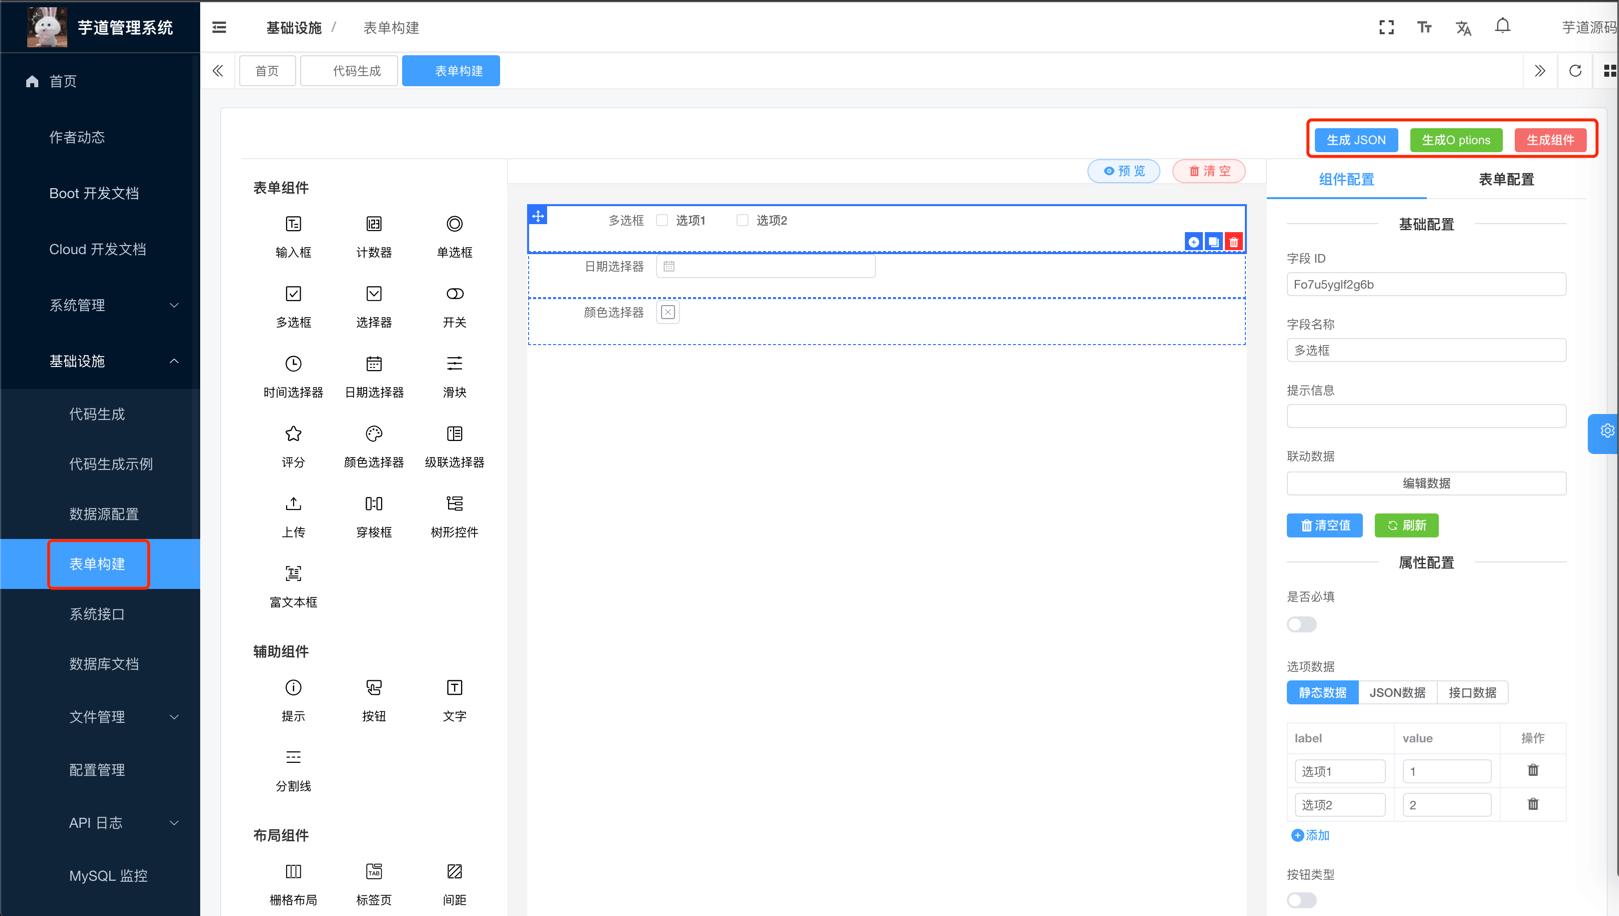 芋道管理系统
基础设施 / 表单构建
芋道源码
首页
代码生成
表单构建
首页
作者动态
Boot 开发文档
Cloud 开发文档
系统管理
基础设施
代码生成
代码生成示例
数据源配置
表单构建
系统接口
数据库文档
文件管理
配置管理
API 日志
MySQL 监控
生成 JSON
生成O ptions
生成组件
表单组件
输入框
计数器
单选框
多选框
选择器
开关
时间选择器
日期选择器
滑块
评分
颜色选择器
级联选择器
上传
穿梭框
树形控件
富文本框
辅助组件
提示
按钮
文字
分割线
布局组件
栅格布局
标签页
间距
预 览
清 空
多选框 选项1 选项2
日期选择器
颜色选择器
组件配置
表单配置
基础配置
字段 ID
Fo7u5yglf2g6b
字段名称
多选框
提示信息
联动数据
编辑数据
清空值
刷新
属性配置
是否必填
选项数据
静态数据 JSON数据 接口数据
label value 操作
选项1 1
选项2 2
添加
按钮类型